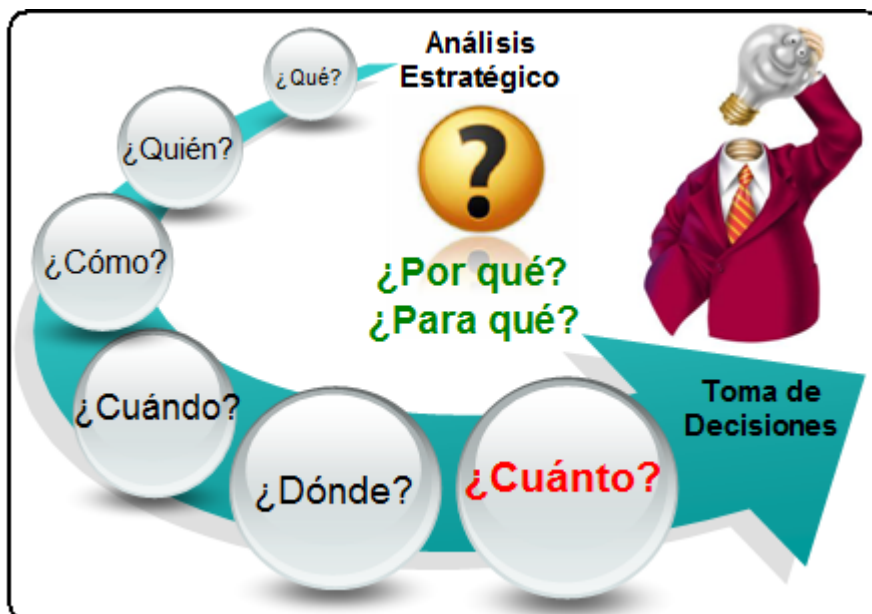 Análisis
Estratégico
¿Qué?
¿Quién?
¿Cómo?
¿Cuándo?
¿Dónde?
¿Cuánto?
?
¿Por qué?
¿Para qué?
Toma de
Decisiones